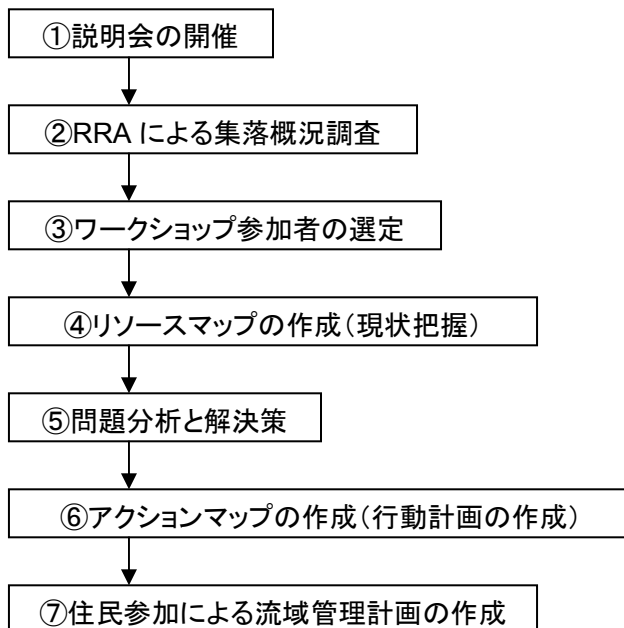 ①説明会の開催
②RRA による集落概況調査
③ワークショップ参加者の選定
④リソースマップの作成(現状把握)
⑤問題分析と解決策
⑥アクションマップの作成(行動計画の作成)
⑦住民参加による流域管理計画の作成